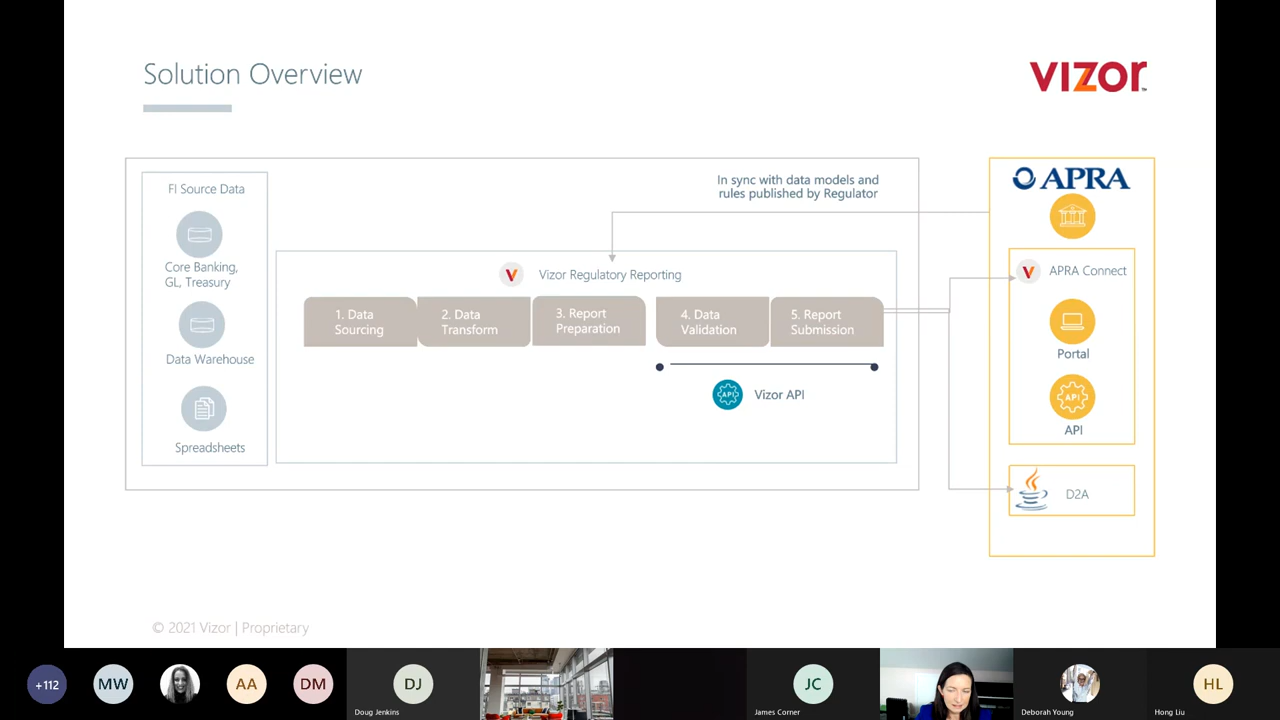 Solution Overview
VIZOR
TM
In sync with data models and
rules published by Regulator
FI Source Data
Core Banking,
GL, Treasury
Data Warehouse
Spreadsheets
V
Vizor Regulatory Reporting
1. Data
Sourcing
2. Data
Transform
3. Report
Preparation
4. Data
Validation
5. Report
Submission
API
Vizor API
APRA
V
APRA Connect
Portal
API
API
D2A
© 2021 Vizor | Proprietary
+112
MW
AA
DM
DJ
Doug Jenkins
JC
James Corner
Deborah Young
HL
Hong Liu